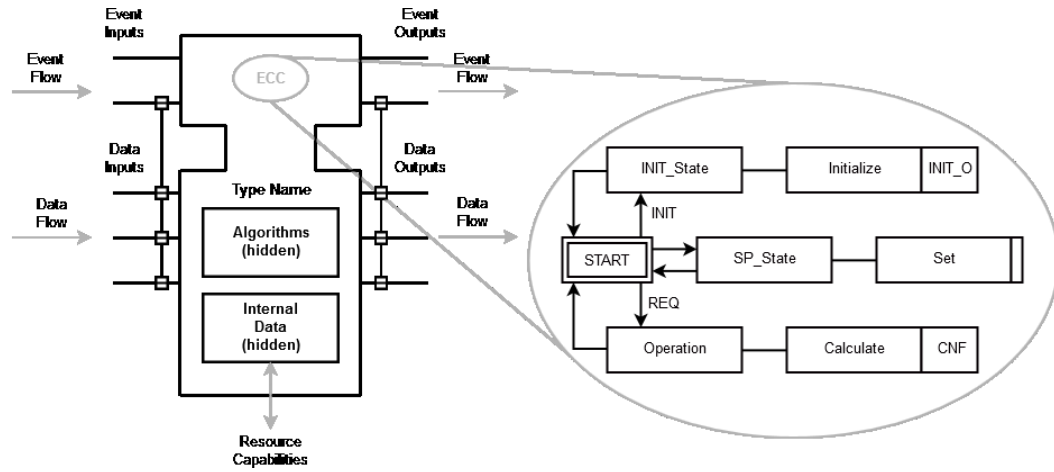 Event
Inputs
Event
Outputs
Event
Flow
ECC
Event
Flow
Data
Inputs
Data
Outputs
Type Name
Data
Flow
Algorithms
(hidden)
Data
Flow
Internal
Data
(hidden)
Resource
Capabilities
INIT_State
Initialize
INIT_O
INIT
START
SP_State
Set
REQ
Operation
Calculate
CNF